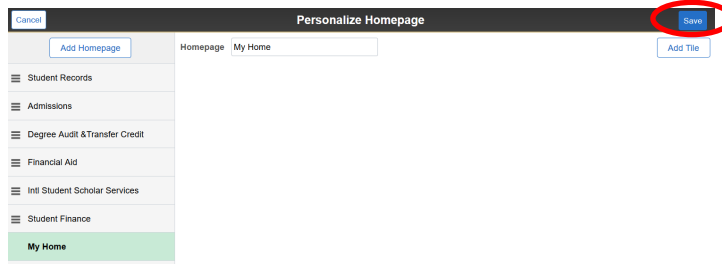 Cancel Personalize Homepage Save
Add Homepage Homepage My Home Add Tile
Student Records
Admissions
Degree Audit &Transfer Credit
Financial Aid
Intl Student Scholar Services
Student Finance
My Home